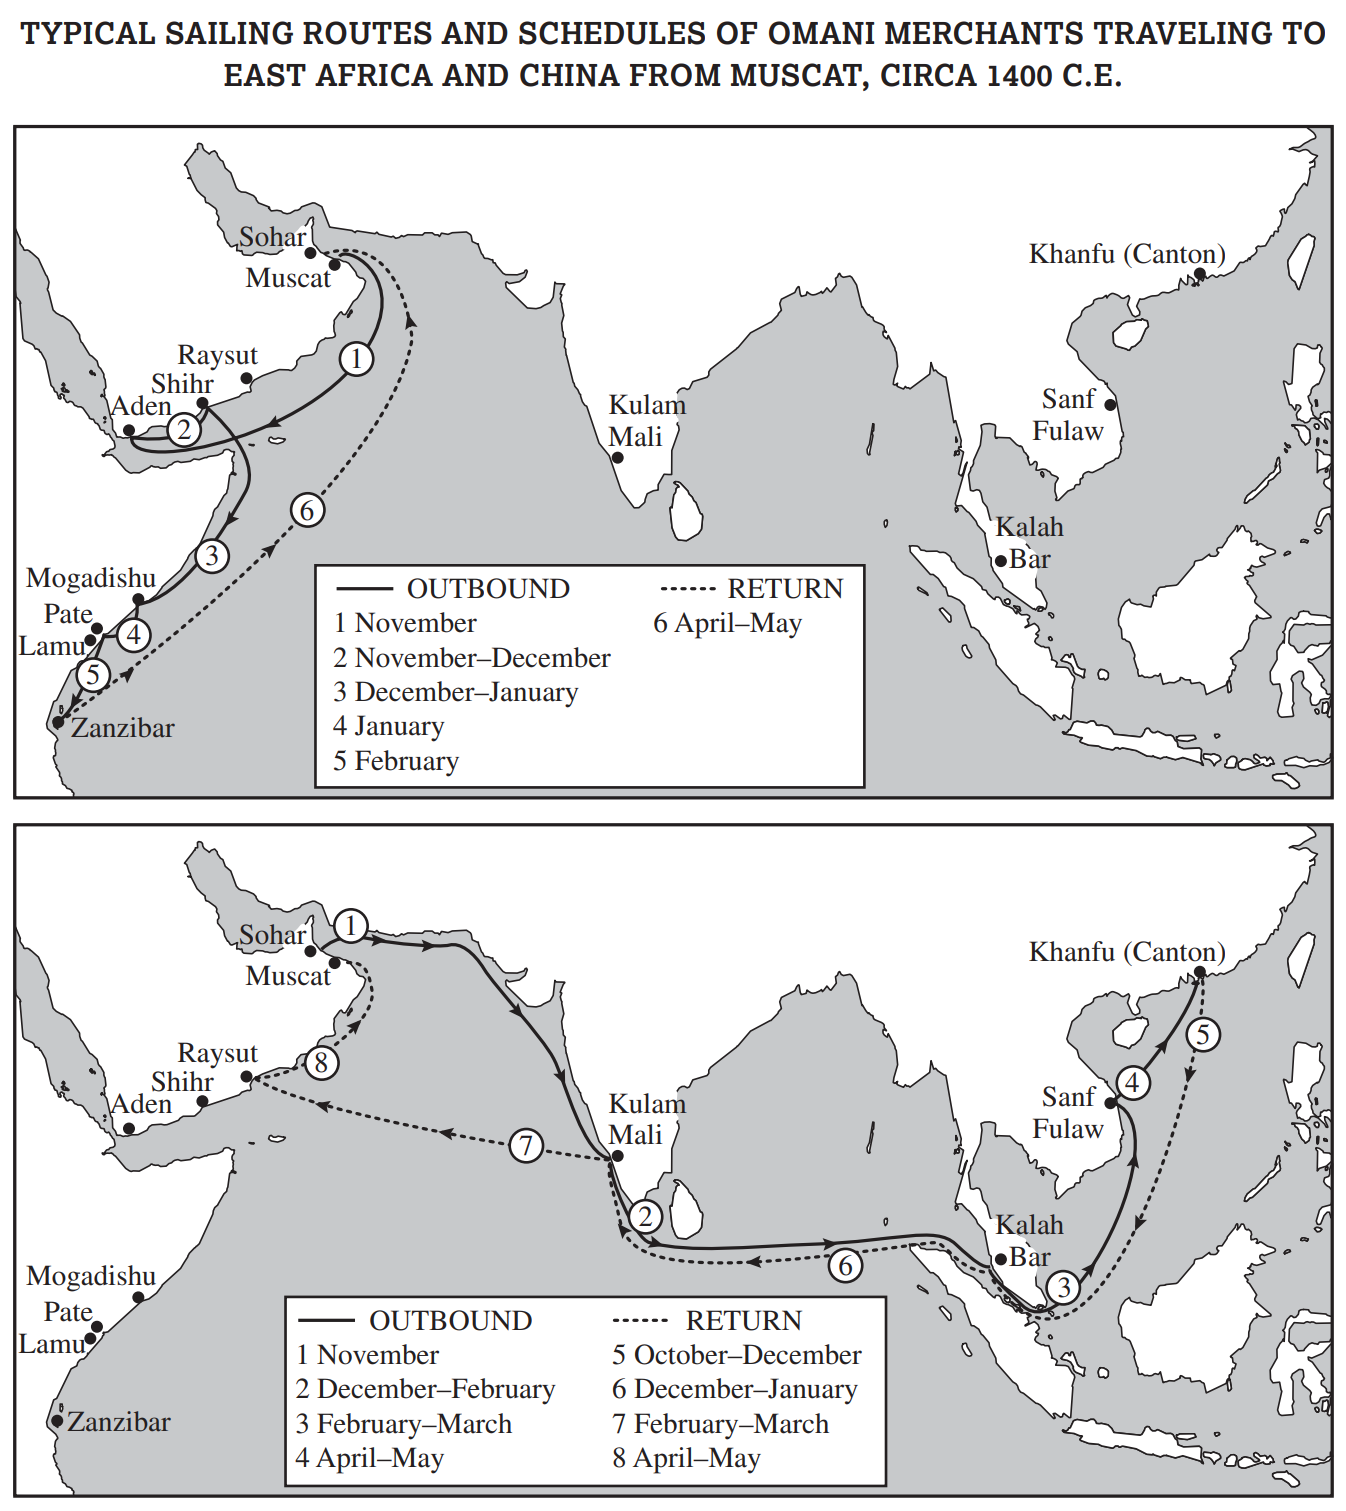 TYPICAL SAILING ROUTES AND SCHEDULES OF OMANI MERCHANTS TRAVELING TO
EAST AFRICA AND CHINA FROM MUSCAT, CIRCA 1400 C.E.
Sohar
Muscat
Khanfu (Canton)
Raysut
Shihr
Aden
1
2
Kulam
Mali
Sanf
Fulaw
6
3
Kalah
Bar
Mogadishu
Pate
Lamu
4
5
Zanzibar
OUTBOUND
1 November
2 November–December
3 December–January
4 January
5 February
RETURN
6 April–May
Sohar
Muscat
1
Khanfu (Canton)
5
Raysut
Shihr
Aden
8
4
Kulam
Mali
Sanf
Fulaw
7
2
6
Kalah
Bar
3
Mogadishu
Pate
Lamu
Zanzibar
OUTBOUND
1 November
2 December–February
3 February–March
4 April–May
RETURN
5 October–December
6 December–January
7 February–March
8 April–May